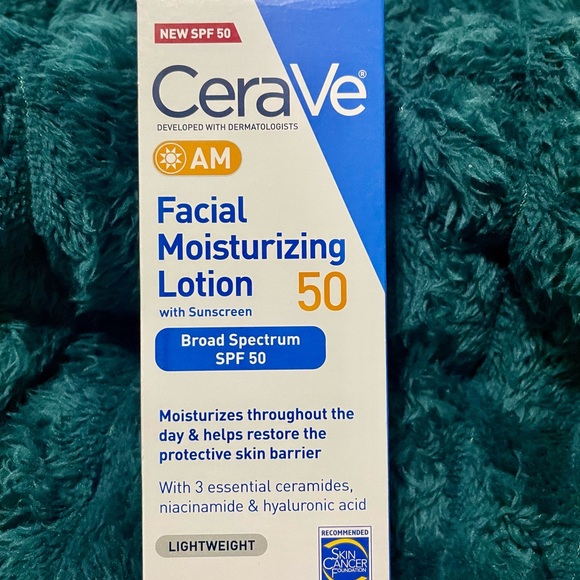 NEW SPF 50
CeraVe®
DEVELOPED WITH DERMATOLOGISTS
AM
Facial
Moisturizing
Lotion 50
with Sunscreen
Broad Spectrum
SPF 50
Moisturizes throughout the
day & helps restore the
protective skin barrier
With 3 essential ceramides,
niacinamide & hyaluronic acid
LIGHTWEIGHT
RECOMMENDED
SKIN
CANCER
FOUNDATION